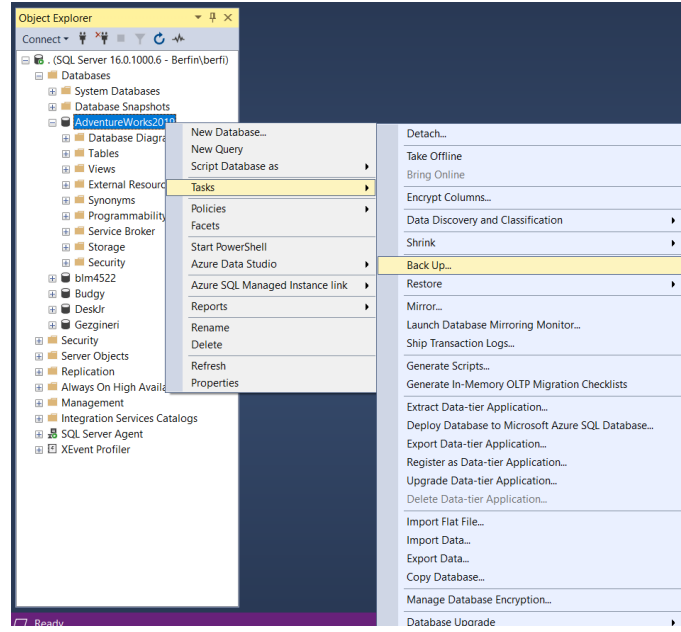 Object Explorer
Connect
. (SQL Server 16.0.1000.6 - Berfin\berfi)
Databases
System Databases
Database Snapshots
AdventureWorks2019
Database Diagra
Tables
Views
External Resourc
Synonyms
Programmability
Service Broker
Storage
Security
blm4522
Budgy
DeskJr
Gezgineri
Security
Server Objects
Replication
Always On High Availa
Management
Integration Services Catalogs
SQL Server Agent
XEvent Profiler
New Database...
New Query
Script Database as
Tasks
Policies
Facets
Start PowerShell
Azure Data Studio
Azure SQL Managed Instance link
Reports
Rename
Delete
Refresh
Properties
Detach...
Take Offline
Bring Online
Encrypt Columns...
Data Discovery and Classification
Shrink
Back Up...
Restore
Mirror...
Launch Database Mirroring Monitor...
Ship Transaction Logs...
Generate Scripts...
Generate In-Memory OLTP Migration Checklists
Extract Data-tier Application...
Deploy Database to Microsoft Azure SQL Database...
Export Data-tier Application...
Register as Data-tier Application...
Upgrade Data-tier Application...
Delete Data-tier Application...
Import Flat File...
Import Data...
Export Data...
Copy Database...
Manage Database Encryption...
Database Upgrade
Ready